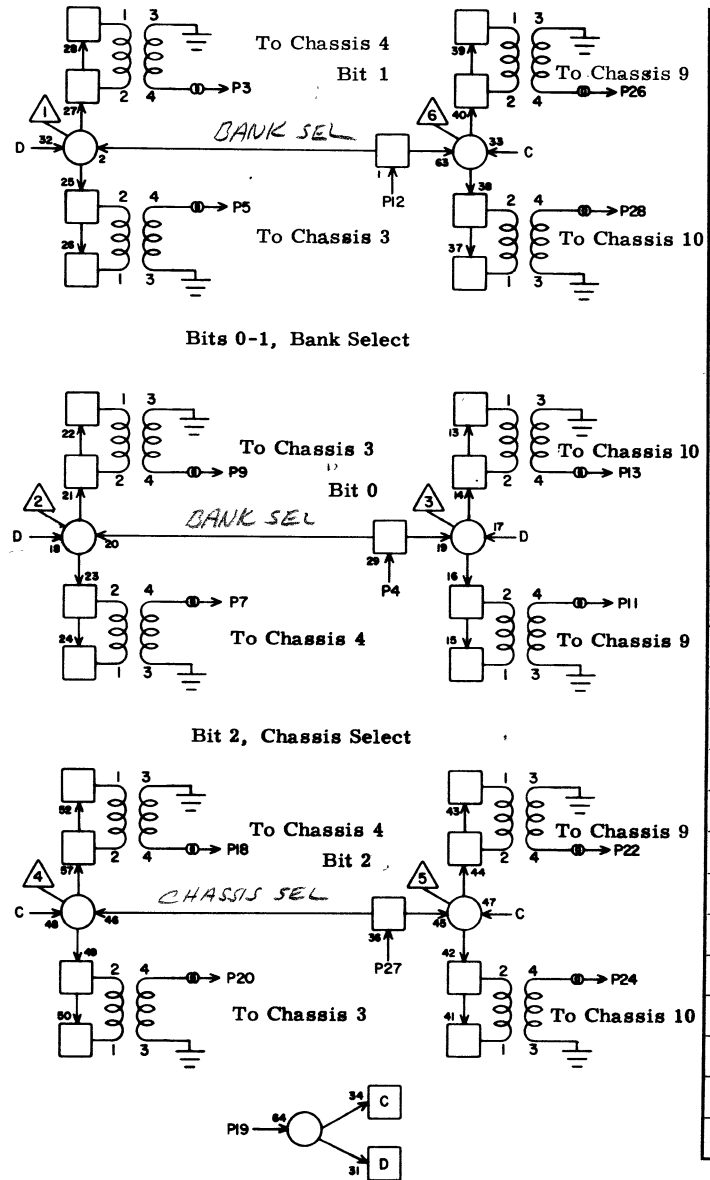 1 3 To Chassis 4 1 3
28 Bit 1 39 To Chassis 9
2 4 P3 2 4 P26
27 40
1 BANK SEL 6
D 32 2 1 63 33 C
25 P12 38
2 4 P5 2 4 P28
26 To Chassis 3 37 To Chassis 10
1 3 1 3
Bits 0-1, Bank Select
1 3 1 3
22 To Chassis 3 13 To Chassis 10
2 4 P9 2 4 P13
21 Bit 0 14
2 BANK SEL 3
D 18 20 29 19 17 D
23 P4 16
2 4 P7 2 4 P11
24 To Chassis 4 15 To Chassis 9
1 3 1 3
Bit 2, Chassis Select
1 3 1 3
52 To Chassis 4 43 To Chassis 9
2 4 P18 2 4 P22
57 Bit 2 44
4 CHASSIS SEL 5
C 48 46 36 45 47 C
49 P27 42
2 4 P20 2 4 P24
50 To Chassis 3 41 To Chassis 10
1 3 1 3
34 C
P19 64
31 D